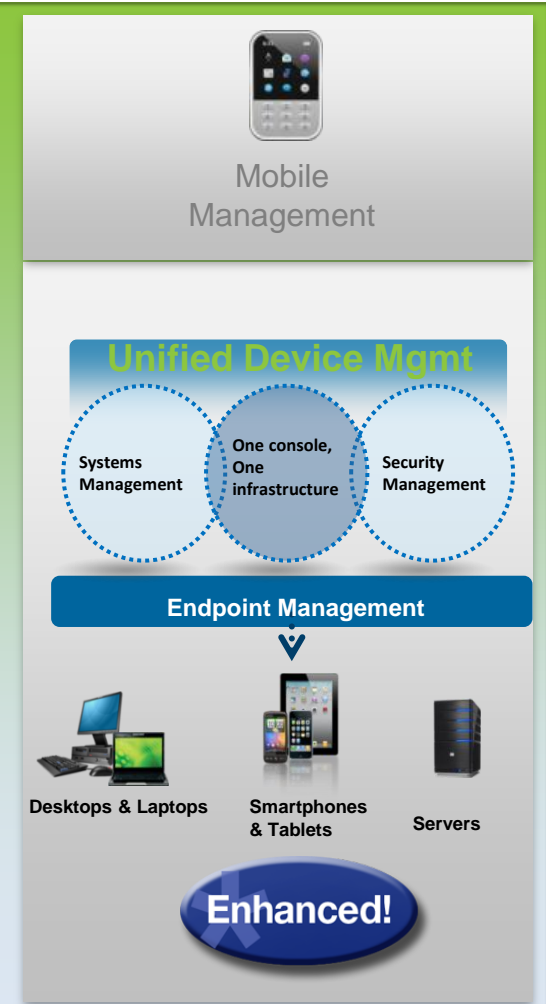 Mobile
Management
Unified Device Mgmt
Systems
Management
One console,
One
infrastructure
Security
Management
Endpoint Management
Desktops & Laptops
Smartphones
& Tablets
Servers
Enhanced!